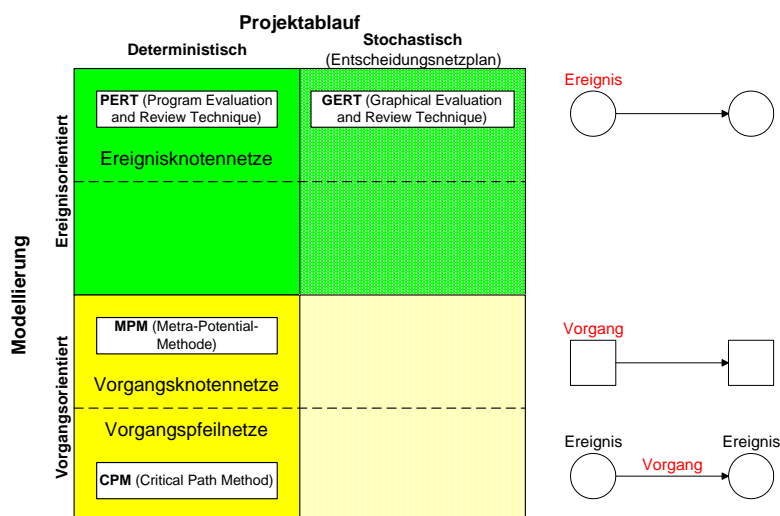 Projektablauf
Deterministisch
Stochastisch
(Entscheidungsnetzplan)
Modellierung
Ereignisorientiert
PERT (Program Evaluation
and Review Technique)
GERT (Graphical Evaluation
and Review Technique)
Ereignisknotennetze
Ereignis
Vorgangsorientiert
MPM (Metra-Potential-
Methode)
Vorgangsknotennetze
Vorgang
Vorgangspfeilnetze
CPM (Critical Path Method)
Ereignis
Ereignis
Vorgang